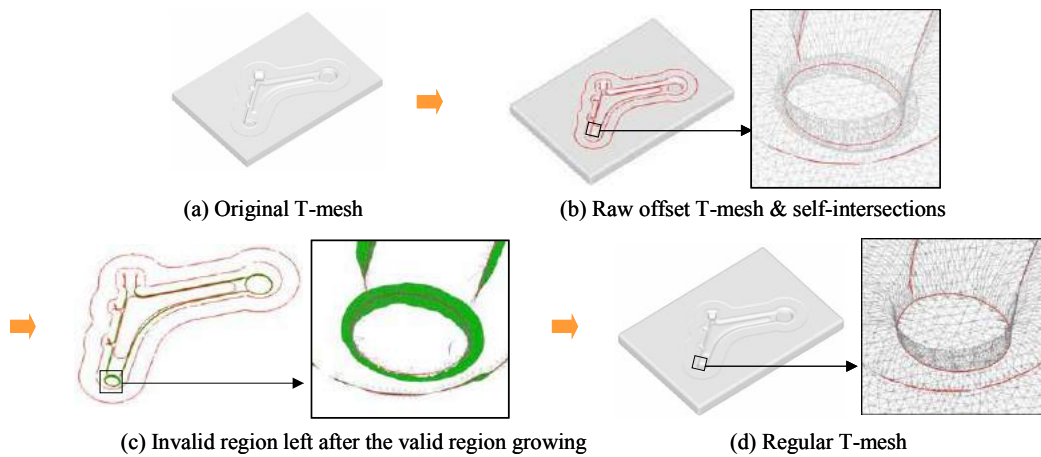 (a) Original T-mesh
(b) Raw offset T-mesh & self-intersections
(c) Invalid region left after the valid region growing
(d) Regular T-mesh